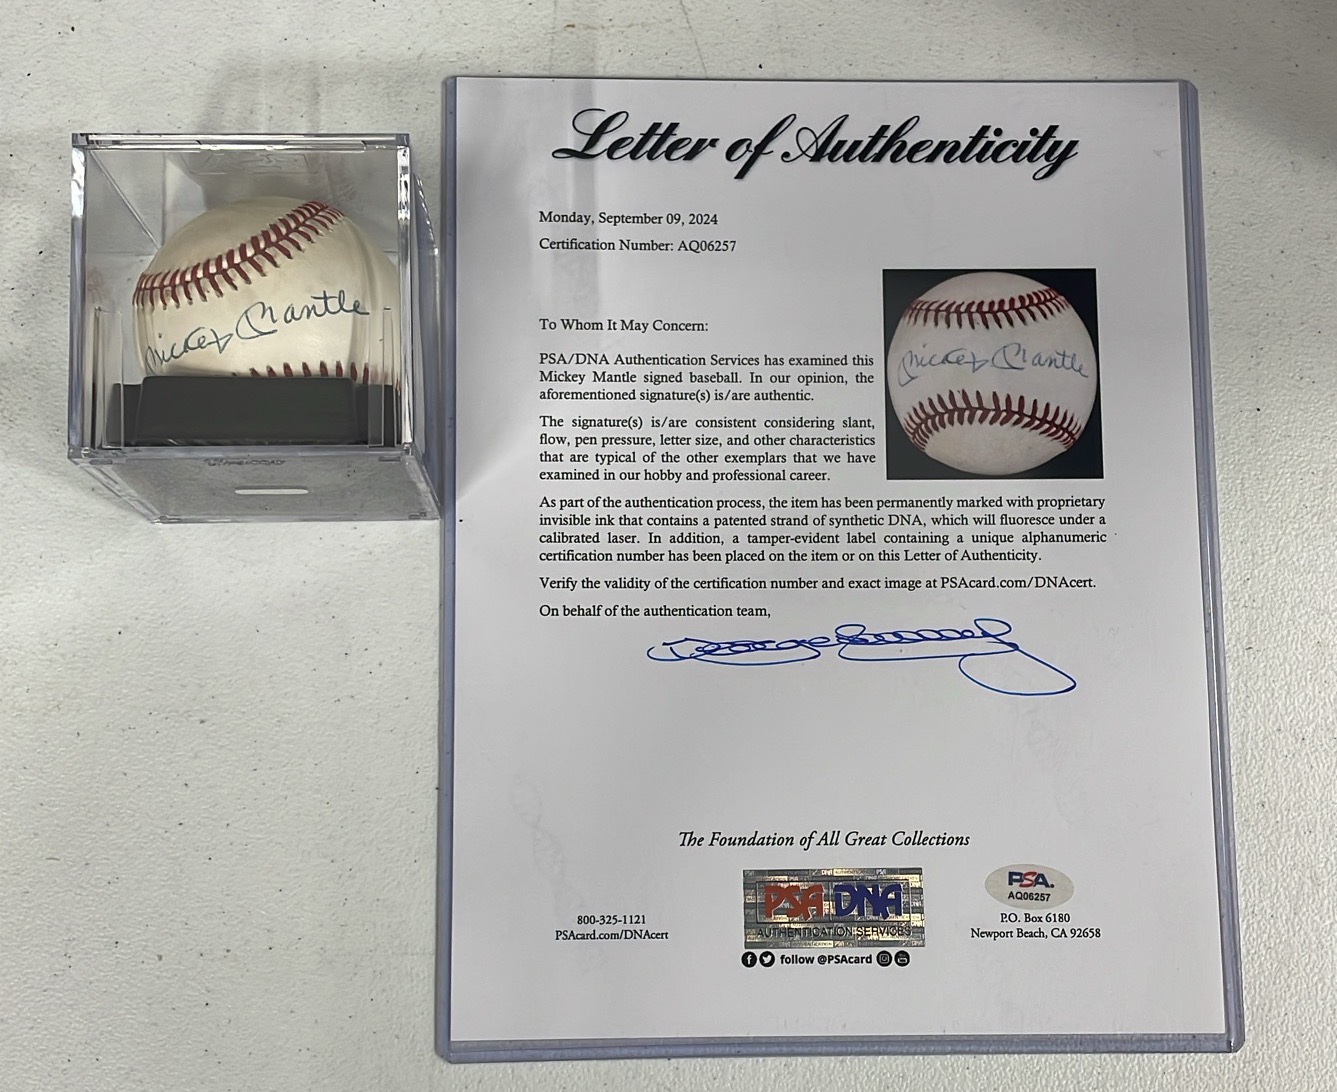 Mickey Mantle
Letter of Authenticity
Monday, September 09, 2024
Certification Number: AQ06257
To Whom It May Concern:
PSA/DNA Authentication Services has examined this
Mickey Mantle signed baseball. In our opinion, the
aforementioned signature(s) is/are authentic.
The signature(s) is/are consistent considering slant,
flow, pen pressure, letter size, and other characteristics
that are typical of the other exemplars that we have
examined in our hobby and professional career.
Mickey Mantle
As part of the authentication process, the item has been permanently marked with proprietary
invisible ink that contains a patented strand of synthetic DNA, which will fluoresce under a
calibrated laser. In addition, a tamper-evident label containing a unique alphanumeric
certification number has been placed on the item or on this Letter of Authenticity.
Verify the validity of the certification number and exact image at PSAcard.com/DNAcert.
On behalf of the authentication team,
The Foundation of All Great Collections
800-325-1121
PSAcard.com/DNAcert
PSA DNA
AUTHENTICATION SERVICES
follow @PSAcard
PSA.
AQ06257
P.O. Box 6180
Newport Beach, CA 92658